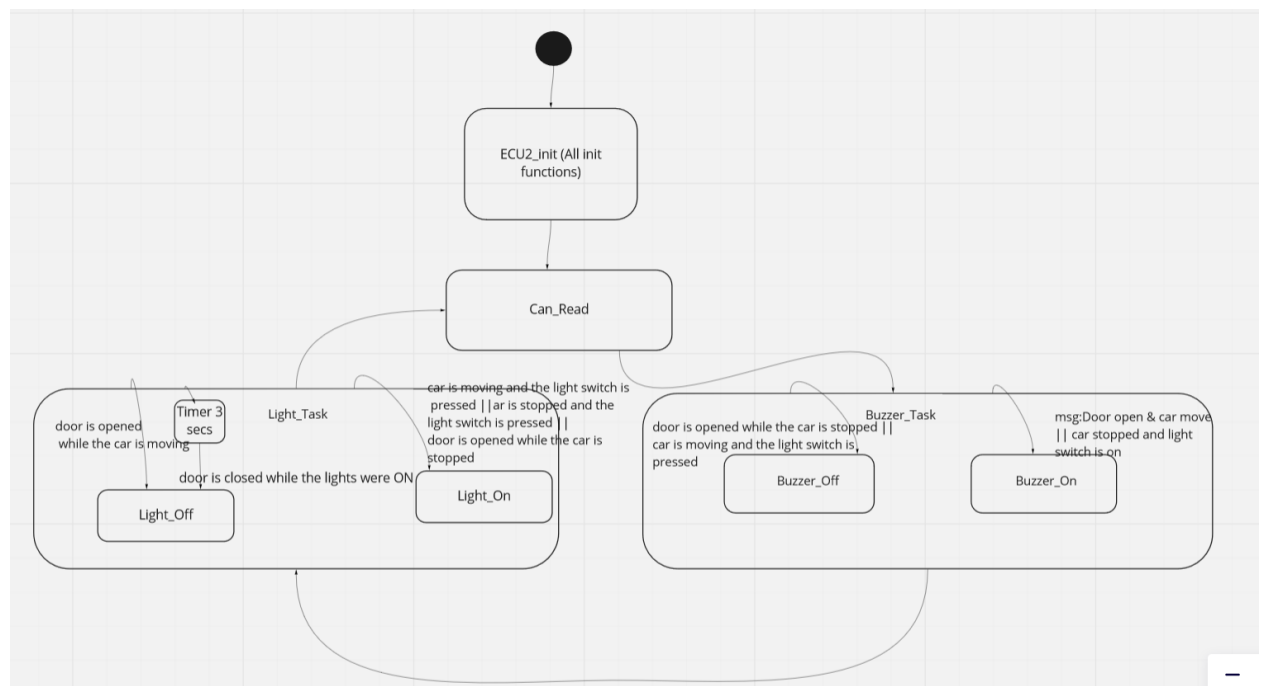 ECU2_init (All init
functions)
Can_Read
Light_Task
Timer 3
secs
door is opened
while the car is moving
door is closed while the lights were ON
Light_Off
car is moving and the light switch is
pressed ||ar is stopped and the
light switch is pressed ||
door is opened while the car is
stopped
Light_On
Buzzer_Task
door is opened while the car is stopped ||
car is moving and the light switch is
pressed
Buzzer_Off
msg:Door open & car move
|| car stopped and light
switch is on
Buzzer_On